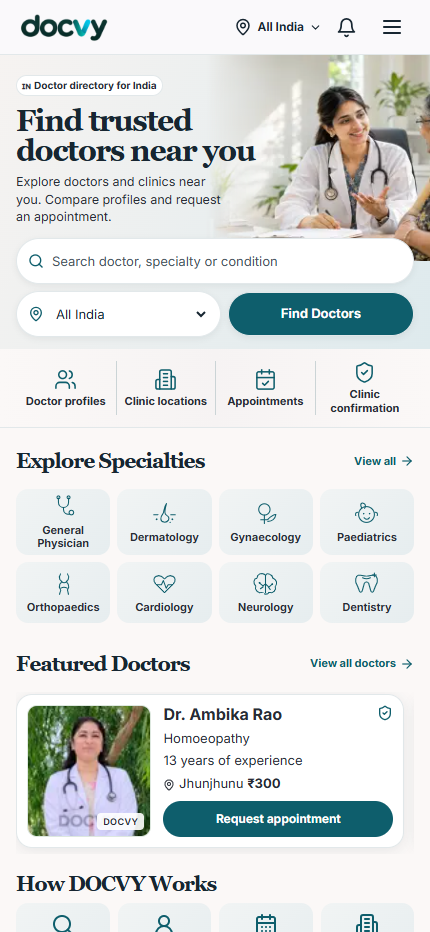 docvy
All India
IN Doctor directory for India
Find trusted
doctors near you
Explore doctors and clinics near
you. Compare profiles and request
an appointment.
Search doctor, specialty or condition
All India
Find Doctors
Doctor profiles
Clinic locations
Appointments
Clinic
confirmation
Explore Specialties
View all →
General
Physician
Dermatology
Gynaecology
Paediatrics
Orthopaedics
Cardiology
Neurology
Dentistry
Featured Doctors
View all doctors →
Dr. Ambika Rao
Homoeopathy
13 years of experience
Jhunjhunu ₹300
DOCVY
Request appointment
How DOCVY Works